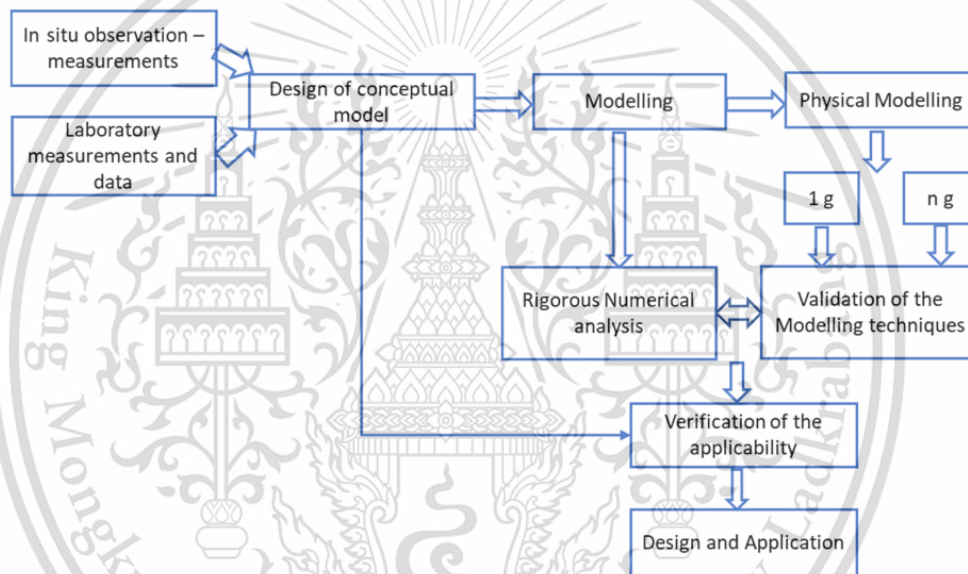 In situ observation –
measurements
Laboratory
measurements and
data
Design of conceptual
model
Modelling
Physical Modelling
1 g
n g
Rigorous Numerical
analysis
Validation of the
Modelling techniques
Verification of the
applicability
Design and Application
King Mongk
y Ladkrabang